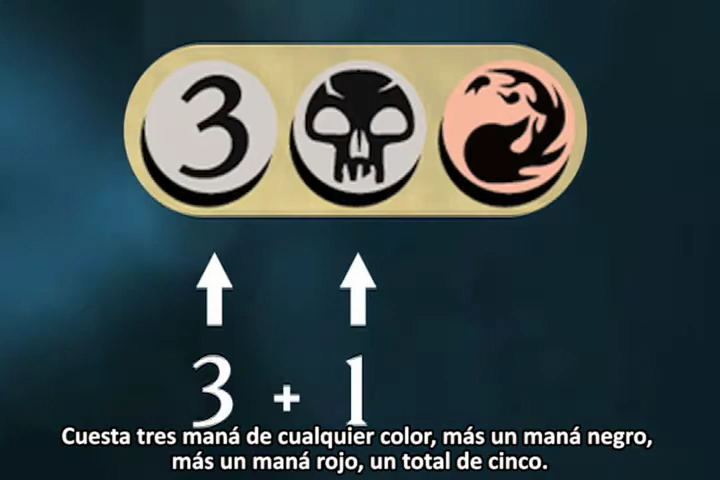 3
3 + 1
Cuesta tres maná de cualquier color, más un maná negro,
más un maná rojo, un total de cinco.